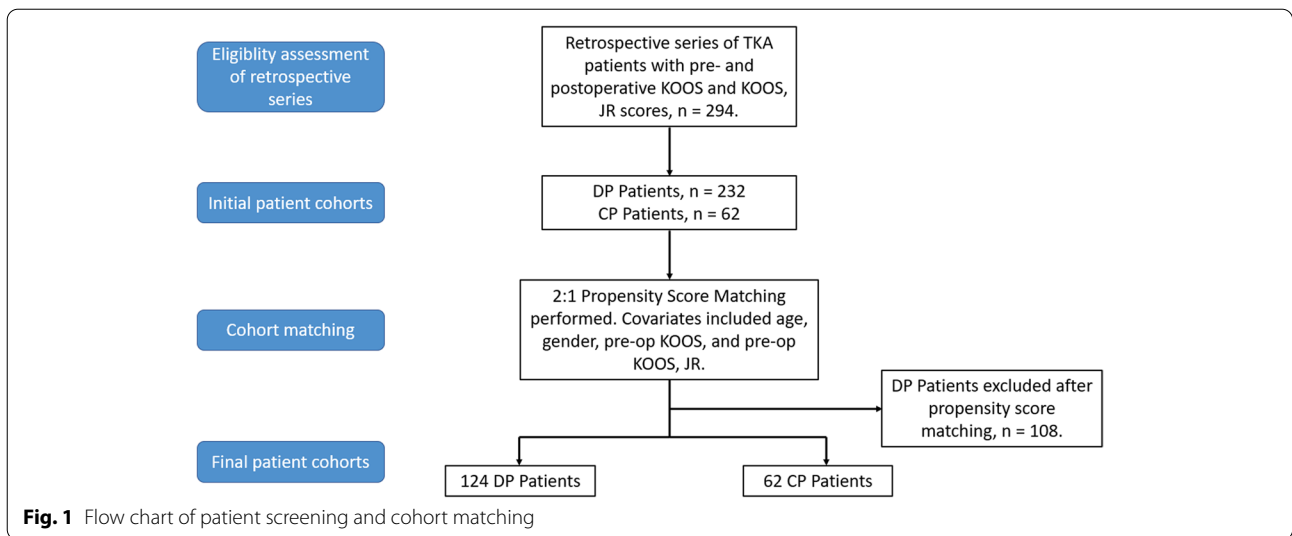 Eligiblity assessment
of retrospective
series
Retrospective series of TKA
patients with pre- and
postoperative KOOS and KOOS,
JR scores, n = 294.
Initial patient cohorts
DP Patients, n = 232
CP Patients, n = 62
Cohort matching
2:1 Propensity Score Matching
performed. Covariates included age,
gender, pre-op KOOS, and pre-op
KOOS, JR.
DP Patients excluded after
propensity score
matching, n = 108.
Final patient cohorts
124 DP Patients
62 CP Patients
Fig. 1 Flow chart of patient screening and cohort matching